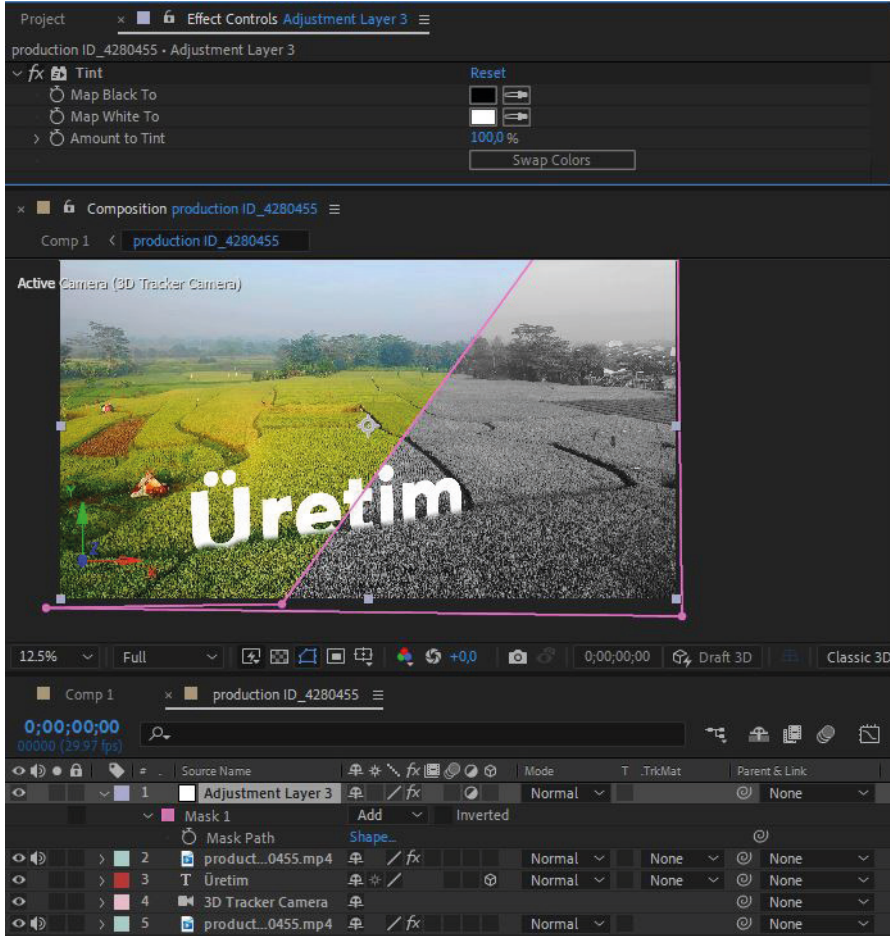 Project × Effect Controls Adjustment Layer 3 ≡
production ID_4280455 • Adjustment Layer 3
fx Tint Reset
Map Black To
Map White To
Amount to Tint 100,0 %
Swap Colors
× Composition production ID_4280455 ≡
Comp 1 < production ID_4280455
Active Camera (3D Tracker Camera)
Üretim
Y
Z
X
12.5% Full +0,0 0;00;00;00 Draft 3D Classic 3D
Comp 1 × production ID_4280455 ≡
0;00;00;00
00000 (29.97 fps)
# Source Name fx Mode T .TrkMat Parent & Link
1 Adjustment Layer 3 fx Normal None
Mask 1 Add Inverted
Mask Path Shape...
2 product...0455.mp4 fx Normal None None
3 T Üretim Normal None None
4 3D Tracker Camera None
5 product...0455.mp4 fx Normal None